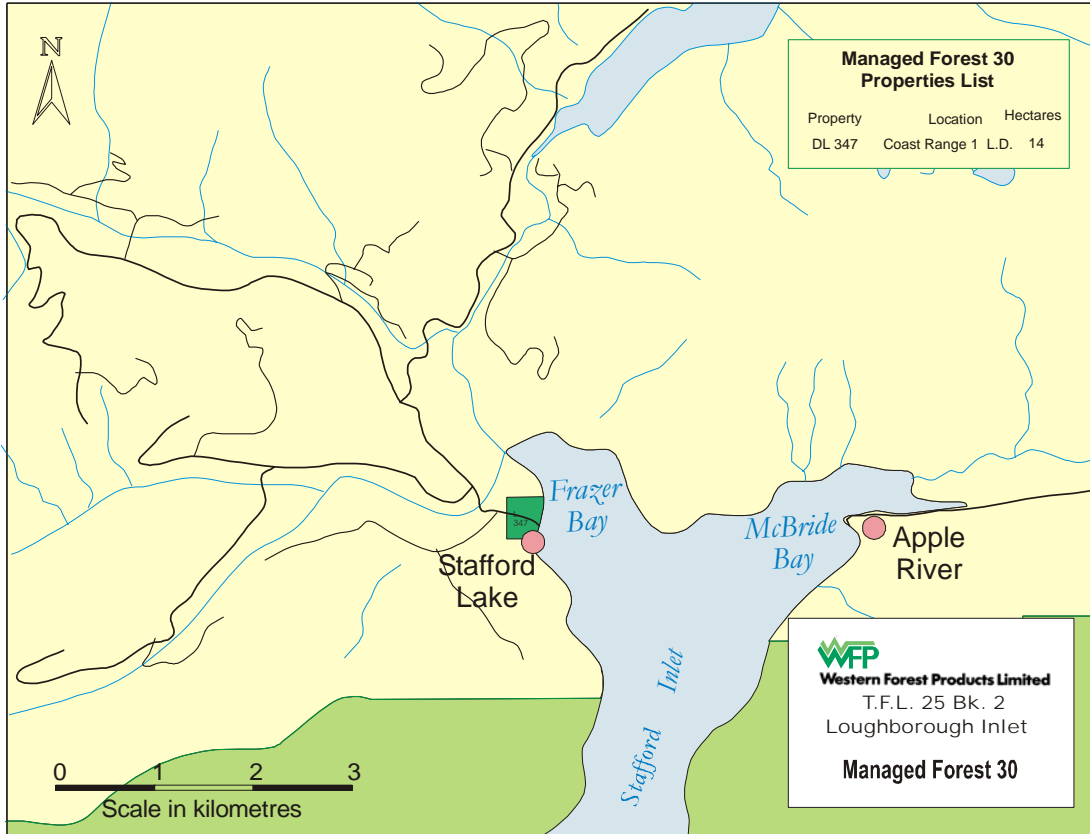 N
Managed Forest 30
Properties List
Property Location Hectares
DL 347 Coast Range 1 L.D. 14
Frazer
Bay
347
McBride
Bay
Apple
River
Stafford
Lake
Stafford Inlet
0 1 2 3
Scale in kilometres
WFP
Western Forest Products Limited
T.F.L. 25 Bk. 2
Loughborough Inlet
Managed Forest 30